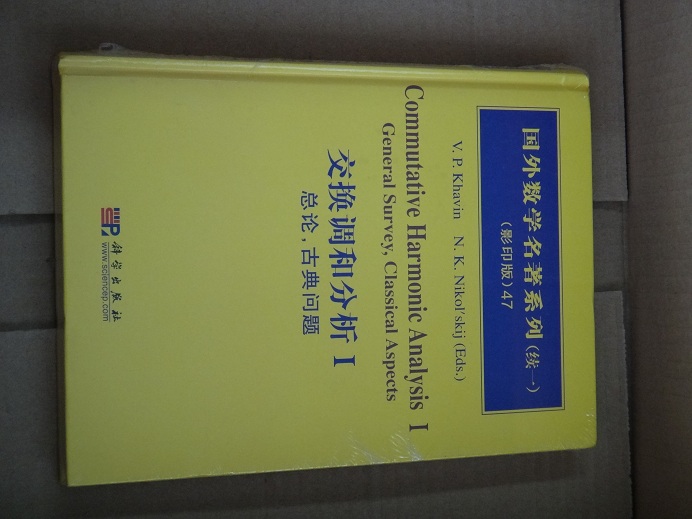 国外数学名著系列(续一)
(影印版)47
V. P. Khavin N. K. Nikol'skij (Eds.)
Commutative Harmonic Analysis I
General Survey, Classical Aspects
交换调和分析 I
总论,古典问题
科学出版社
www.sciencep.com